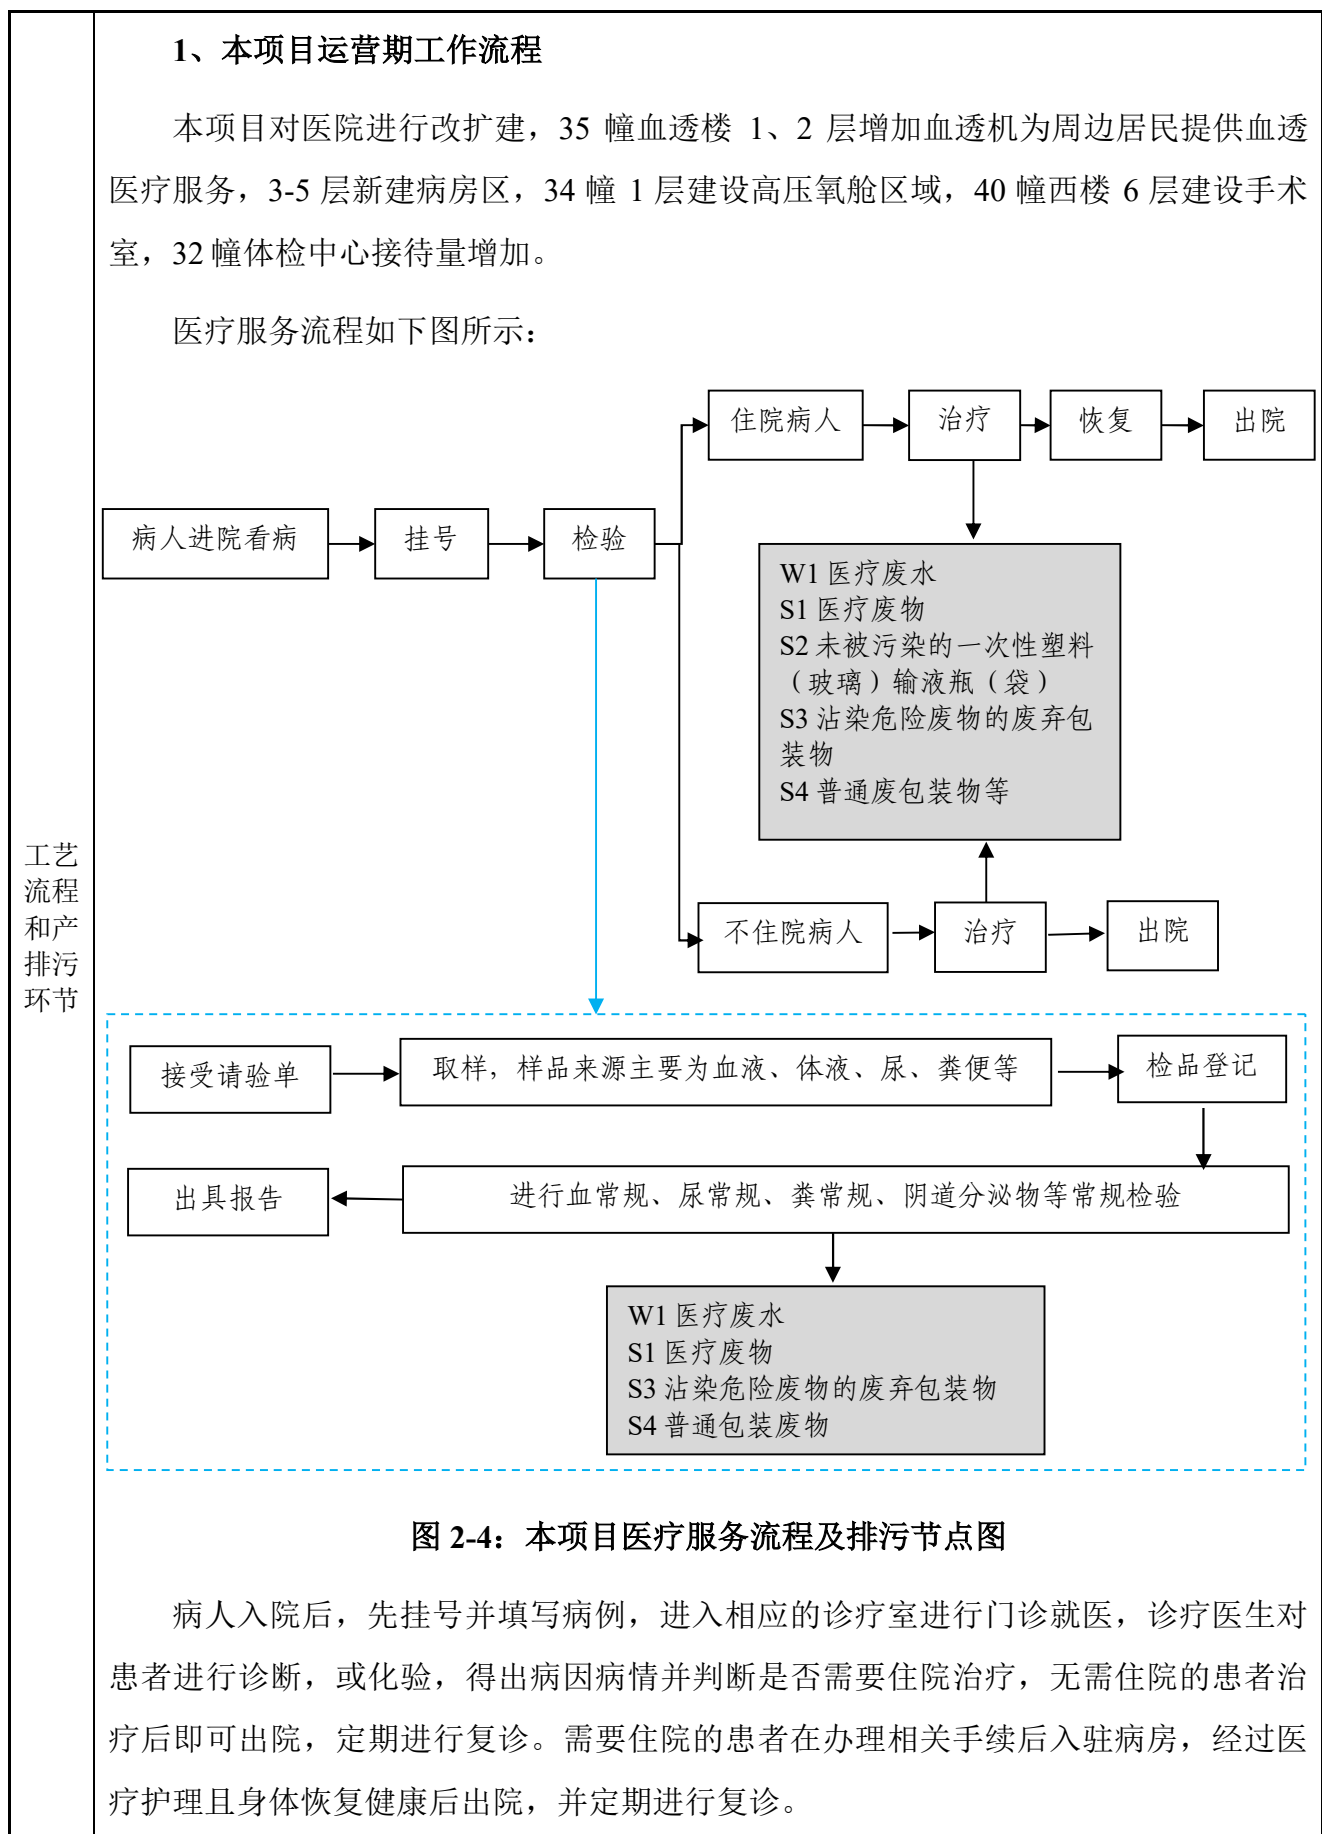 1、本项目运营期工作流程
本项目对医院进行改扩建，35 幢血透楼 1、2 层增加血透机为周边居民提供血透
医疗服务，3-5 层新建病房区，34 幢 1 层建设高压氧舱区域，40 幢西楼 6 层建设手术
室，32 幢体检中心接待量增加。
医疗服务流程如下图所示：
住院病人
治疗
恢复
出院
病人进院看病
挂号
检验
W1 医疗废水
S1 医疗废物
S2 未被污染的一次性塑料
（玻璃）输液瓶（袋）
S3 沾染危险废物的废弃包
装物
S4 普通废包装物等
不住院病人
治疗
出院
工艺
流程
和产
排污
环节
接受请验单
取样，样品来源主要为血液、体液、尿、粪便等
检品登记
出具报告
进行血常规、尿常规、粪常规、阴道分泌物等常规检验
W1 医疗废水
S1 医疗废物
S3 沾染危险废物的废弃包装物
S4 普通包装废物
图 2-4：本项目医疗服务流程及排污节点图
病人入院后，先挂号并填写病例，进入相应的诊疗室进行门诊就医，诊疗医生对
患者进行诊断，或化验，得出病因病情并判断是否需要住院治疗，无需住院的患者治
疗后即可出院，定期进行复诊。需要住院的患者在办理相关手续后入驻病房，经过医
疗护理且身体恢复健康后出院，并定期进行复诊。